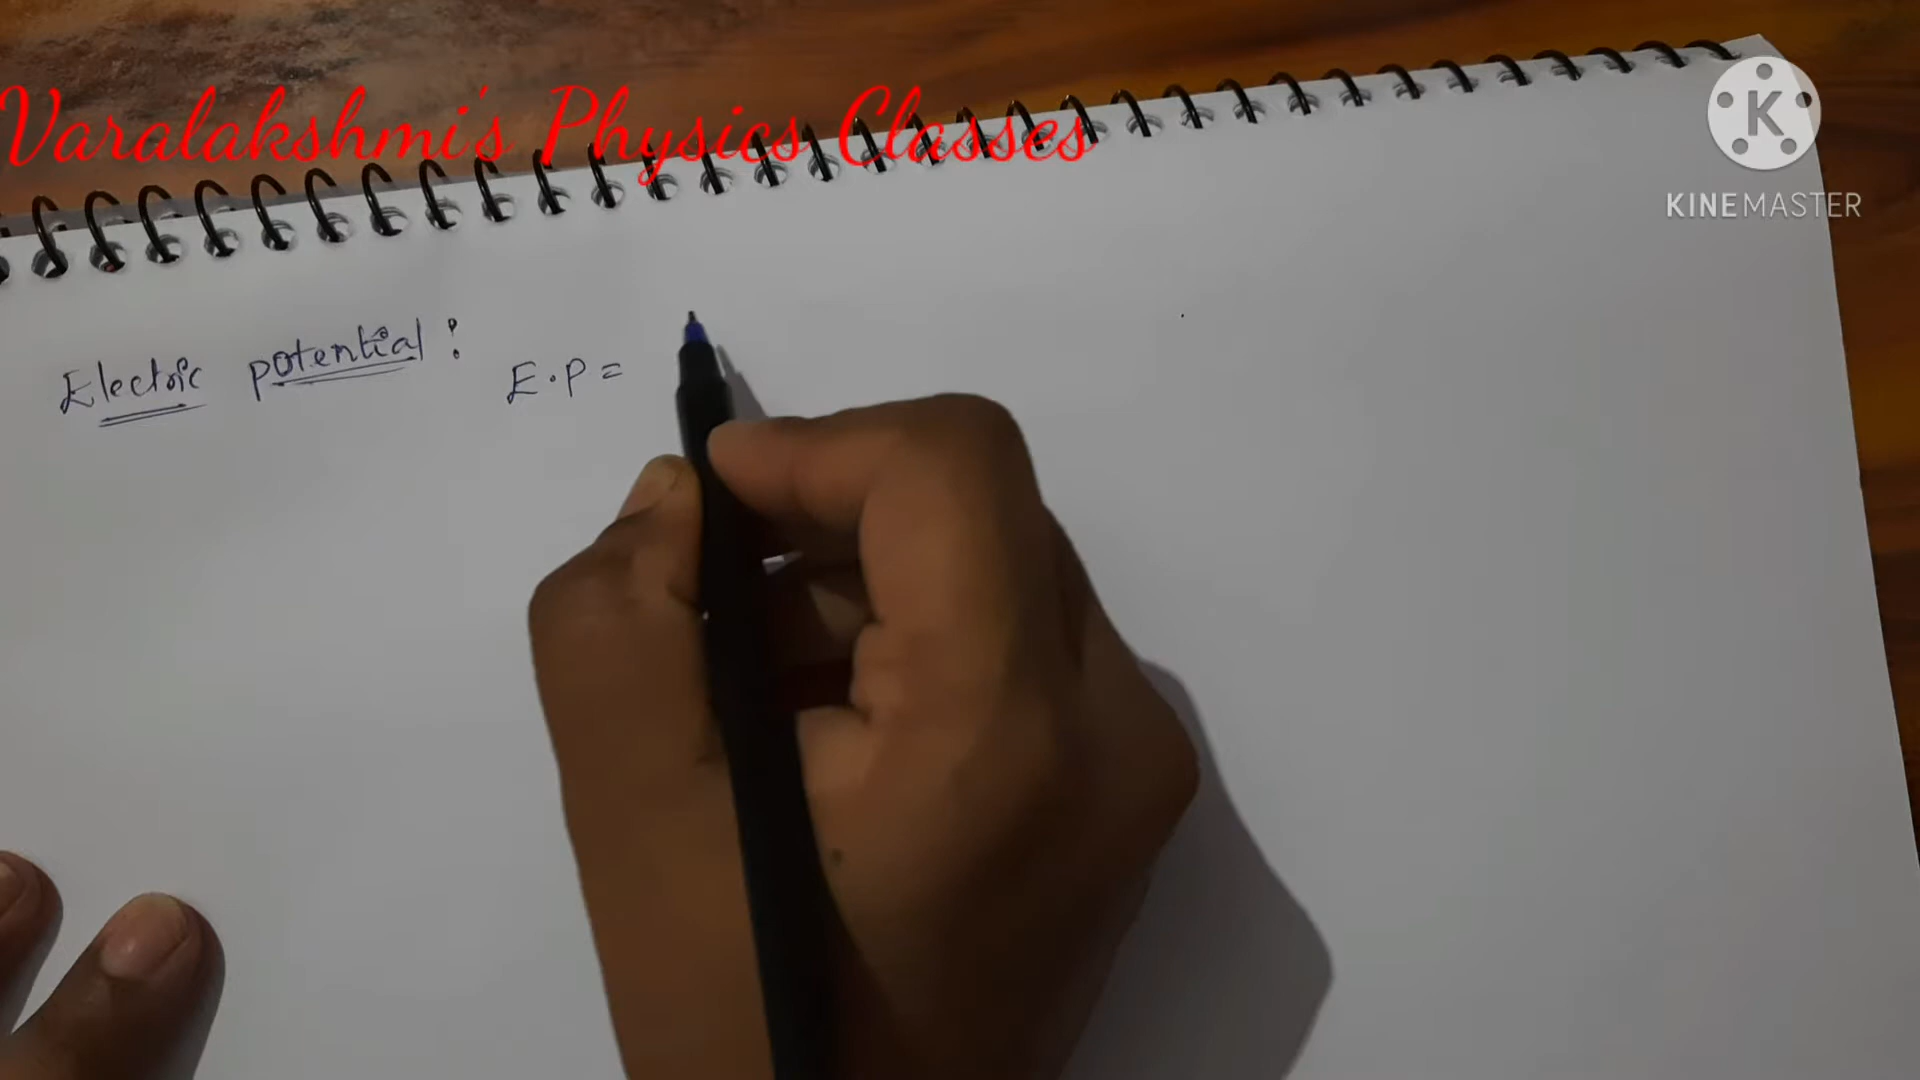 Varalakshmi's Physics Classes
KINEMASTER
Electric potential :
E.P =